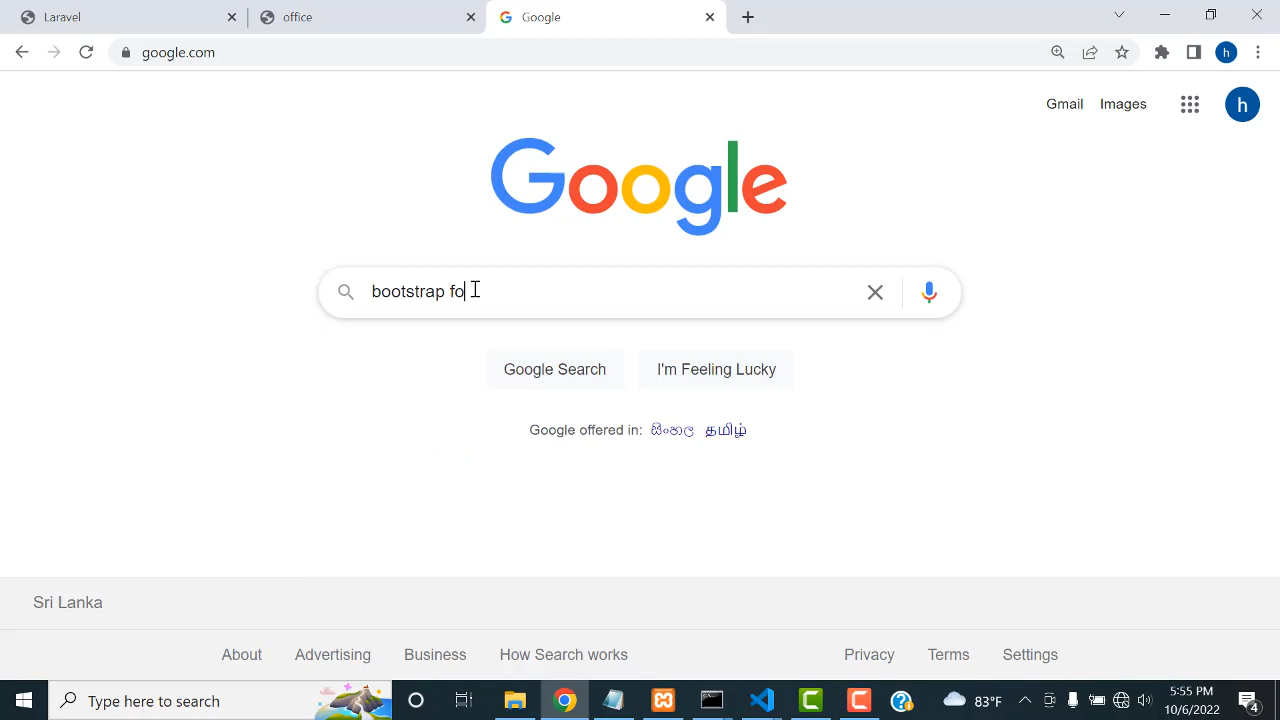 Laravel
office
Google
google.com
h
Gmail
Images
h
Google
bootstrap fo
Google Search
I'm Feeling Lucky
Google offered in: සිංහල தமிழ்
Sri Lanka
About
Advertising
Business
How Search works
Privacy
Terms
Settings
Type here to search
83°F
5:55 PM
10/6/2022
4